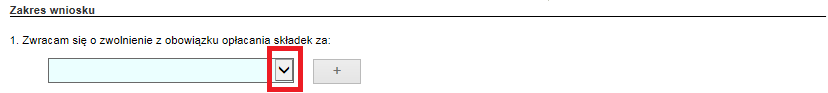 Zakres wniosku
1. Zwracam się o zwolnienie z obowiązku opłacania składek za:
+